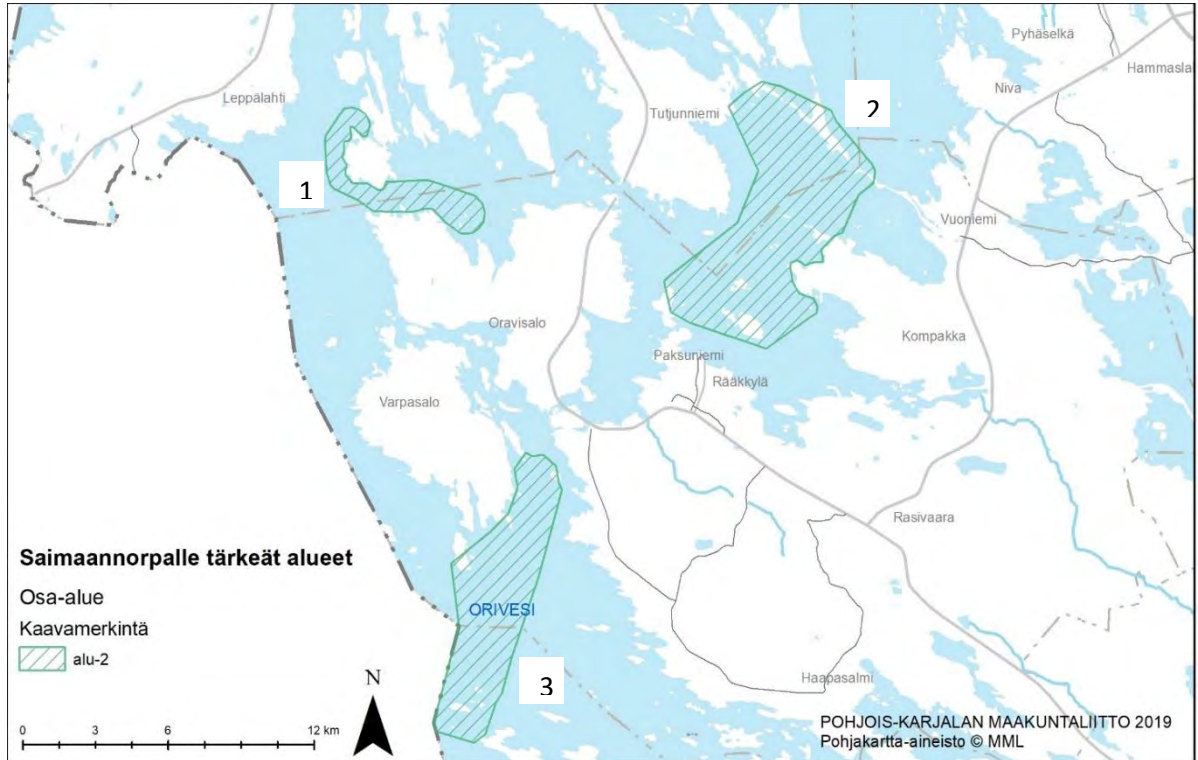 Pyhäselkä
Hammasla
Niva
Leppälahti
Tutjunniemi
2
1
Vuoniemi
Oravisalo
Kompakka
Paksuniemi
Rääkkylä
Varpasalo
Rasivaara
Saimaannorpalle tärkeät alueet
Osa-alue
Kaavamerkintä
alu-2
ORIVESI
3
Haapasalmi
N
0 3 6 12 km
POHJOIS-KARJALAN MAAKUNTALIITTO 2019
Pohjakartta-aineisto © MML